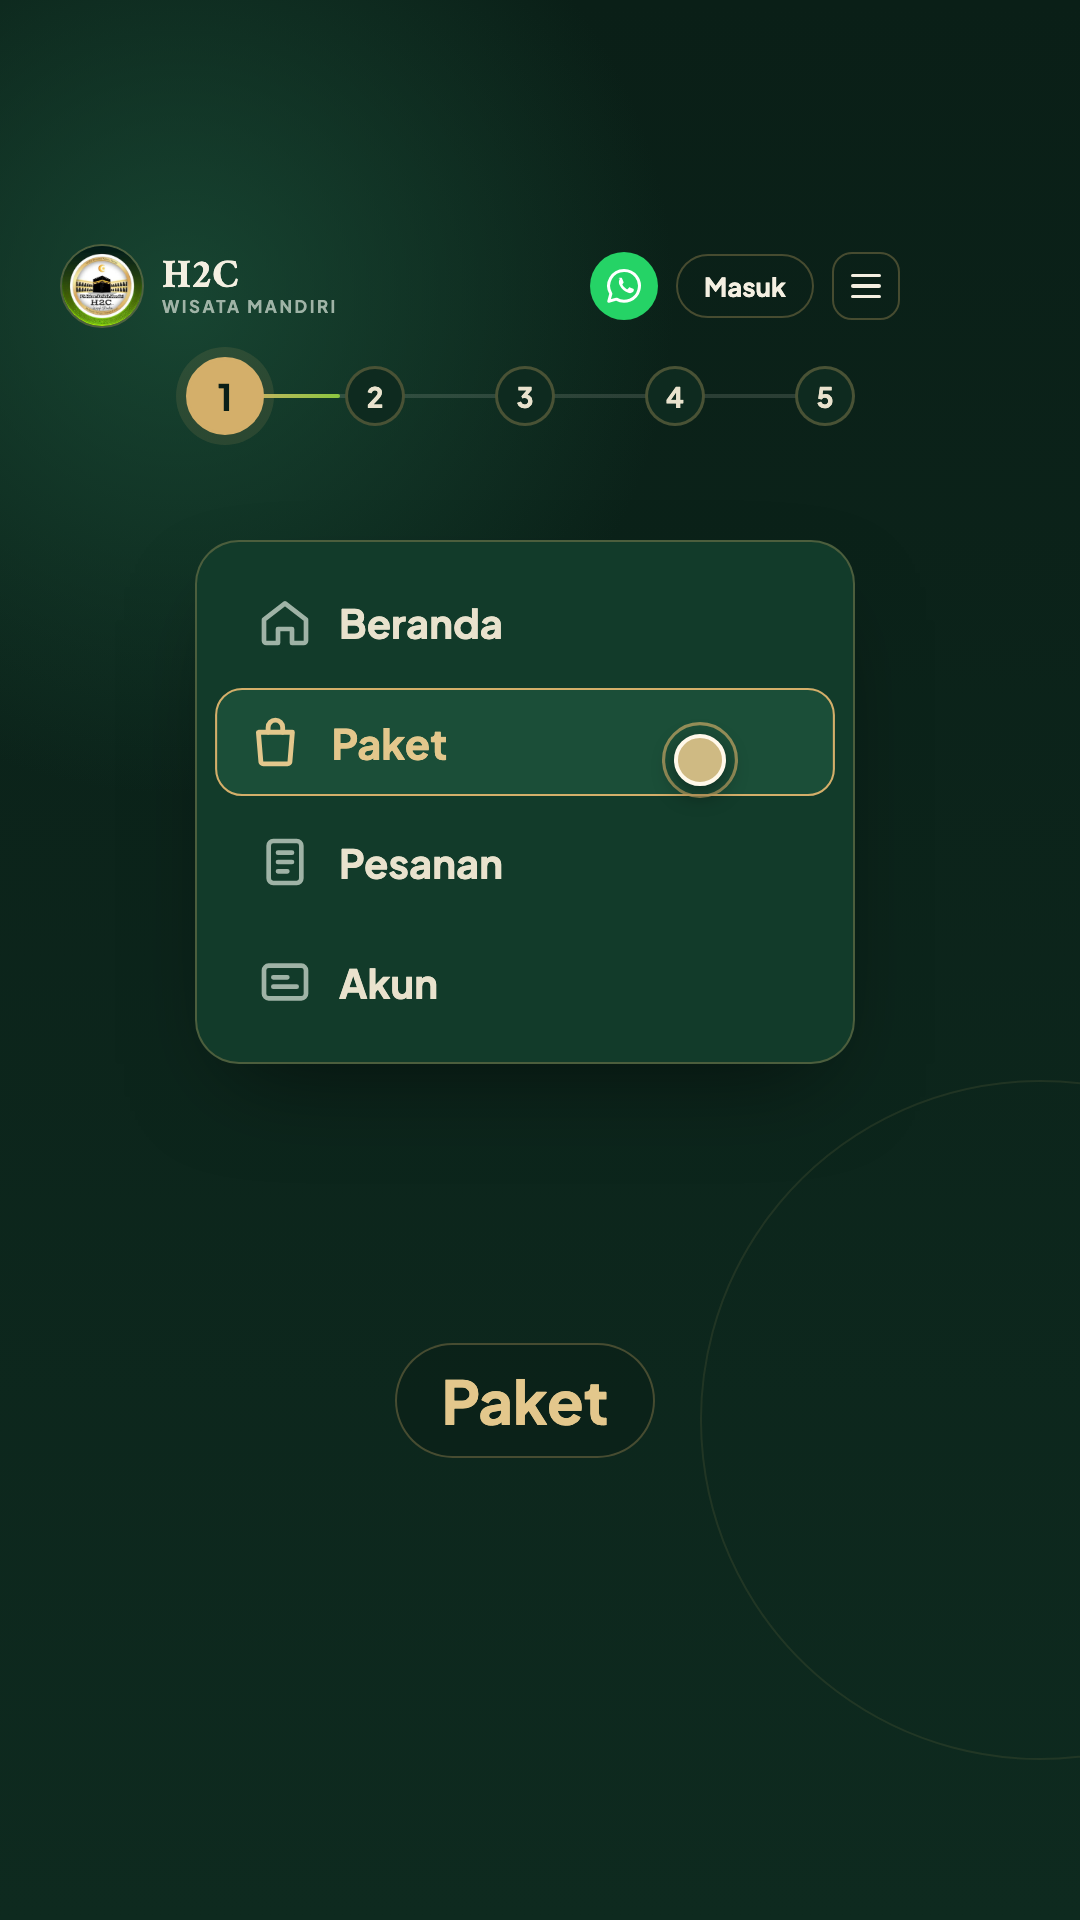 H2C
WISATA MANDIRI
Masuk
1 2 3 4 5
Beranda
Paket
Pesanan
Akun
Paket